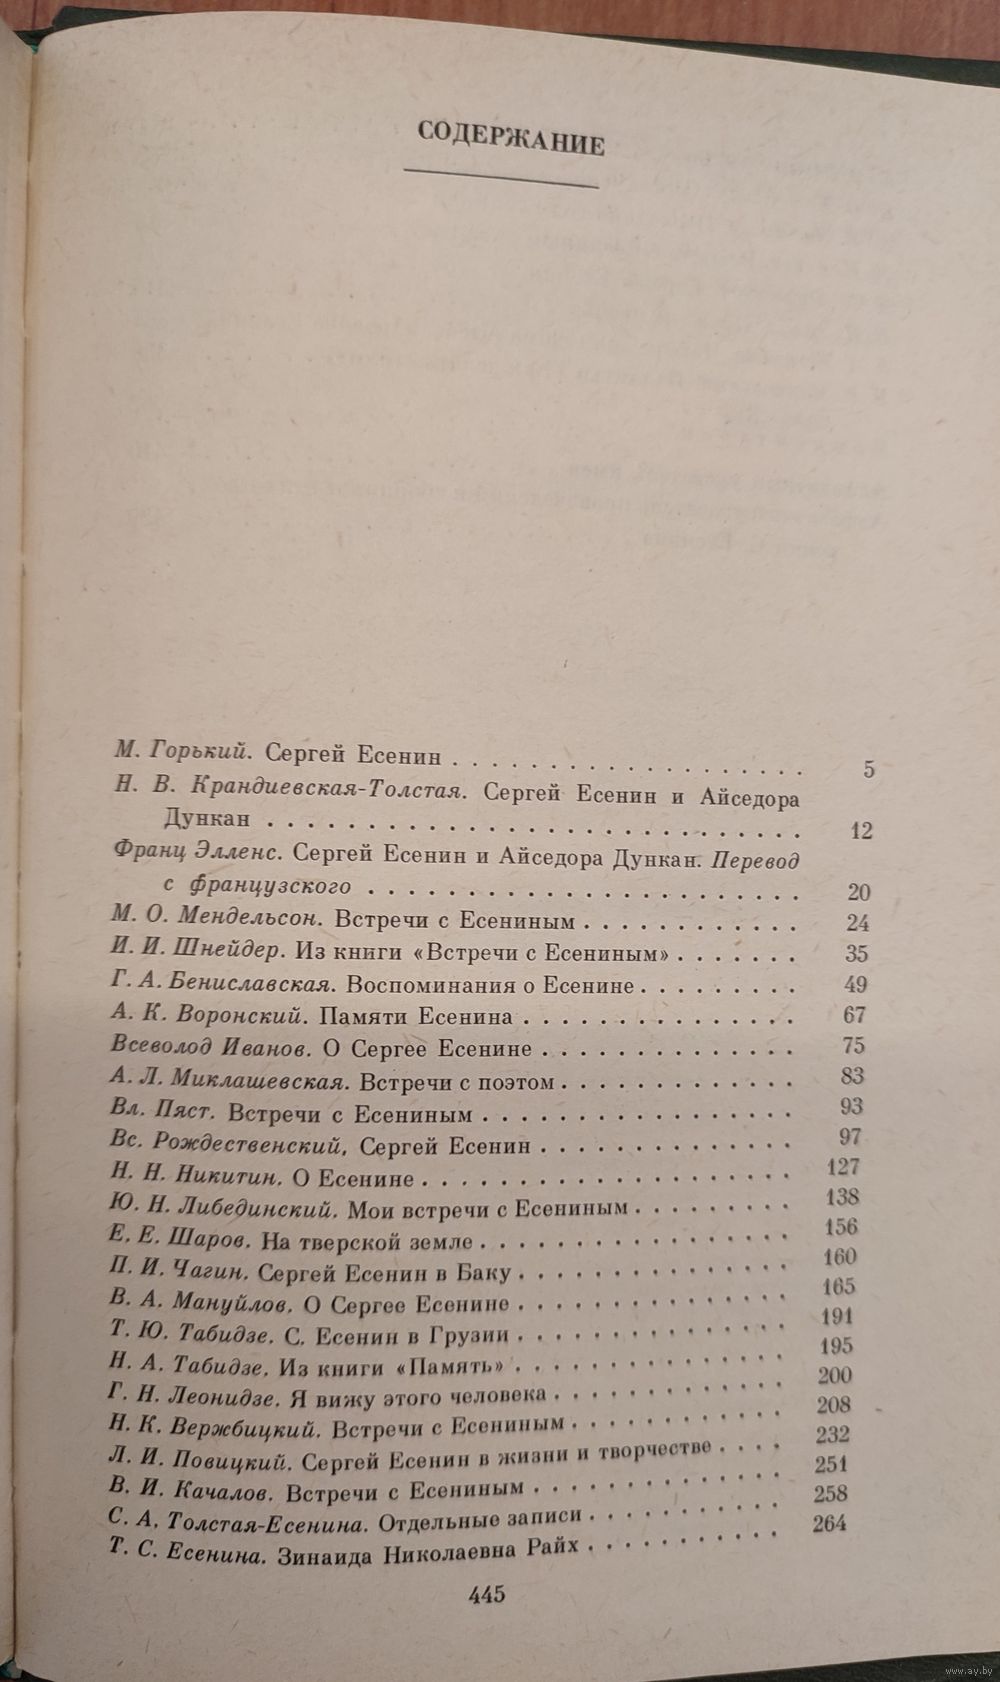 СОДЕРЖАНИЕ
М. Горький. Сергей Есенин . . . . . . . . . . . . . . . . . . 5
Н. В. Крандиевская-Толстая. Сергей Есенин и Айседора
Дункан . . . . . . . . . . . . . . . . . . . . . . . . . . . 12
Франц Элленс. Сергей Есенин и Айседора Дункан. Перевод
с французского . . . . . . . . . . . . . . . . . . . . . . 20
М. О. Мендельсон. Встречи с Есениным . . . . . . . . . . . . 24
И. И. Шнейдер. Из книги «Встречи с Есениным» . . . . . . . 35
Г. А. Бениславская. Воспоминания о Есенине . . . . . . . . . 49
А. К. Воронский. Памяти Есенина . . . . . . . . . . . . . . . 67
Всеволод Иванов. О Сергее Есенине . . . . . . . . . . . . . 75
А. Л. Миклашевская. Встречи с поэтом . . . . . . . . . . . . 83
Вл. Пяст. Встречи с Есениным . . . . . . . . . . . . . . . . 93
Вс. Рождественский. Сергей Есенин . . . . . . . . . . . . . 97
Н. Н. Никитин. О Есенине . . . . . . . . . . . . . . . . . . 127
Ю. Н. Либединский. Мои встречи с Есениным . . . . . . . . 138
Е. Е. Шаров. На тверской земле . . . . . . . . . . . . . . . 156
П. И. Чагин. Сергей Есенин в Баку . . . . . . . . . . . . . . 160
В. А. Мануйлов. О Сергее Есенине . . . . . . . . . . . . . . 165
Т. Ю. Табидзе. С. Есенин в Грузии . . . . . . . . . . . . . . 191
Н. А. Табидзе. Из книги «Память» . . . . . . . . . . . . . . 195
Г. Н. Леонидзе. Я вижу этого человека . . . . . . . . . . . . 200
Н. К. Вержбицкий. Встречи с Есениным . . . . . . . . . . . 208
Л. И. Повицкий. Сергей Есенин в жизни и творчестве . . . . 232
В. И. Качалов. Встречи с Есениным . . . . . . . . . . . . . 251
С. А. Толстая-Есенина. Отдельные записи . . . . . . . . . . 258
Т. С. Есенина. Зинаида Николаевна Райх . . . . . . . . . . 264
445
www.ay.by